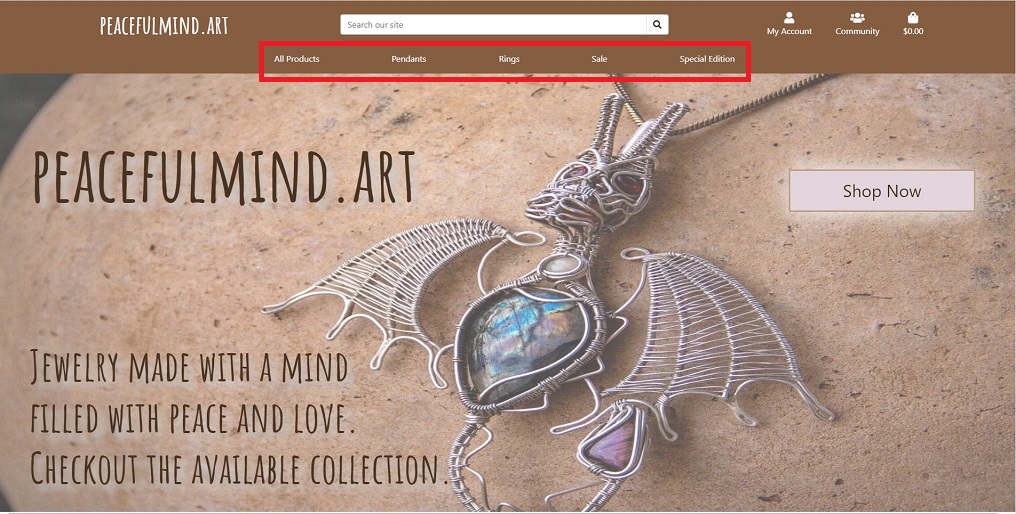 PEACEFULMIND.ART
Search our site
My Account
Community
$0.00
All Products
Pendants
Rings
Sale
Special Edition
PEACEFULMIND.ART
Shop Now
JEWELRY MADE WITH A MIND
FILLED WITH PEACE AND LOVE.
CHECKOUT THE AVAILABLE COLLECTION.